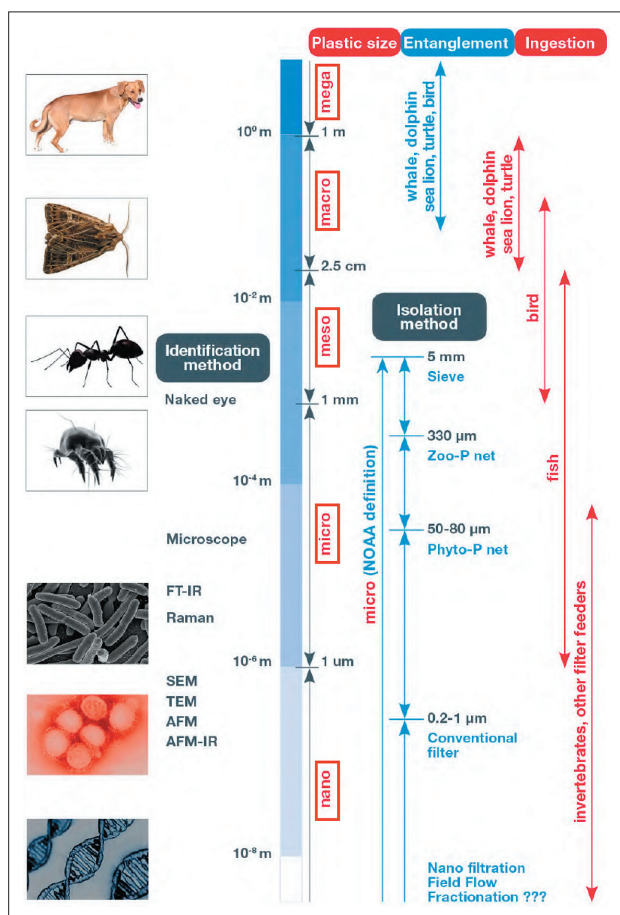 Plastic size
Entanglement
Ingestion
mega
10⁰ m
1 m
whale, dolphin
sea lion, turtle, bird
macro
whale, dolphin
sea lion, turtle
2.5 cm
10⁻² m
bird
Isolation
method
meso
Identification
method
5 mm
Sieve
Naked eye
1 mm
330 µm
Zoo-P net
fish
10⁻⁴ m
micro
micro (NOAA definition)
50-80 µm
Phyto-P net
Microscope
FT-IR
Raman
10⁻⁶ m
1 um
SEM
TEM
AFM
AFM-IR
0.2-1 µm
Conventional
filter
invertebrates, other filter feeders
nano
10⁻⁸ m
Nano filtration
Field Flow
Fractionation ???